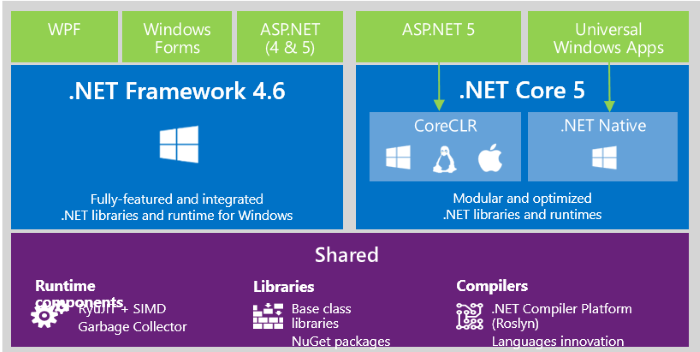 WPF
Windows
Forms
ASP.NET
(4 & 5)
ASP.NET 5
Universal
Windows Apps
.NET Framework 4.6
Fully-featured and integrated
.NET libraries and runtime for Windows
.NET Core 5
CoreCLR
.NET Native
Modular and optimized
.NET libraries and runtimes
Shared
Runtime
components
RyuJIT + SIMD
Garbage Collector
Libraries
Base class
libraries
NuGet packages
Compilers
.NET Compiler Platform
(Roslyn)
Languages innovation